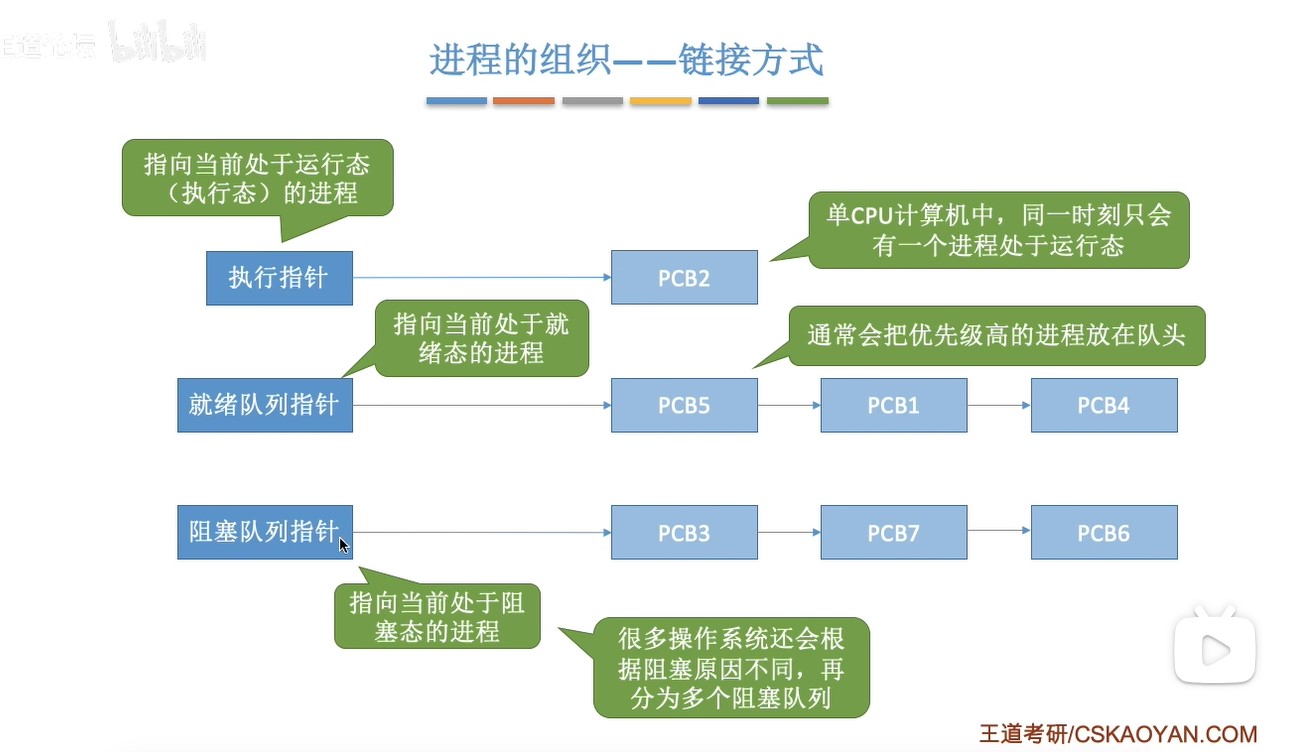 bilibili
进程的组织——链接方式
指向当前处于运行态
（执行态）的进程
单CPU计算机中，同一时刻只会
有一个进程处于运行态
执行指针
PCB2
指向当前处于就
绪态的进程
通常会把优先级高的进程放在队头
就绪队列指针
PCB5
PCB1
PCB4
阻塞队列指针
PCB3
PCB7
PCB6
指向当前处于阻
塞态的进程
很多操作系统还会根
据阻塞原因不同，再
分为多个阻塞队列
王道考研/CSKAOYAN.COM